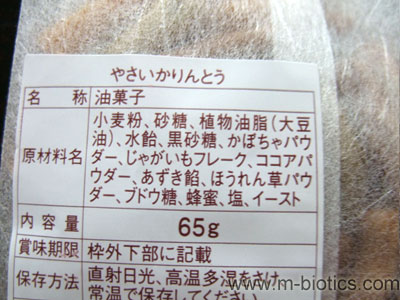 やさいかりんとう
名 称 油菓子
原材料名 小麦粉、砂糖、植物油脂(大豆
油)、水飴、黒砂糖、かぼちゃパウ
ダー、じゃがいもフレーク、ココアパ
ウダー、あずき餡、ほうれん草パウ
ダー、ブドウ糖、蜂蜜、塩、イースト
内 容 量 65g
賞味期限 枠外下部に記載
保存方法 直射日光、高温多湿をさけ
常温で保存してください
www.m-biotics.com